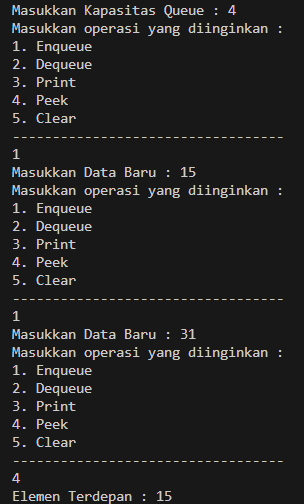 Masukkan Kapasitas Queue : 4
Masukkan operasi yang diinginkan :
1. Enqueue
2. Dequeue
3. Print
4. Peek
5. Clear
----------------------------------
1
Masukkan Data Baru : 15
Masukkan operasi yang diinginkan :
1. Enqueue
2. Dequeue
3. Print
4. Peek
5. Clear
----------------------------------
1
Masukkan Data Baru : 31
Masukkan operasi yang diinginkan :
1. Enqueue
2. Dequeue
3. Print
4. Peek
5. Clear
----------------------------------
4
Elemen Terdepan : 15